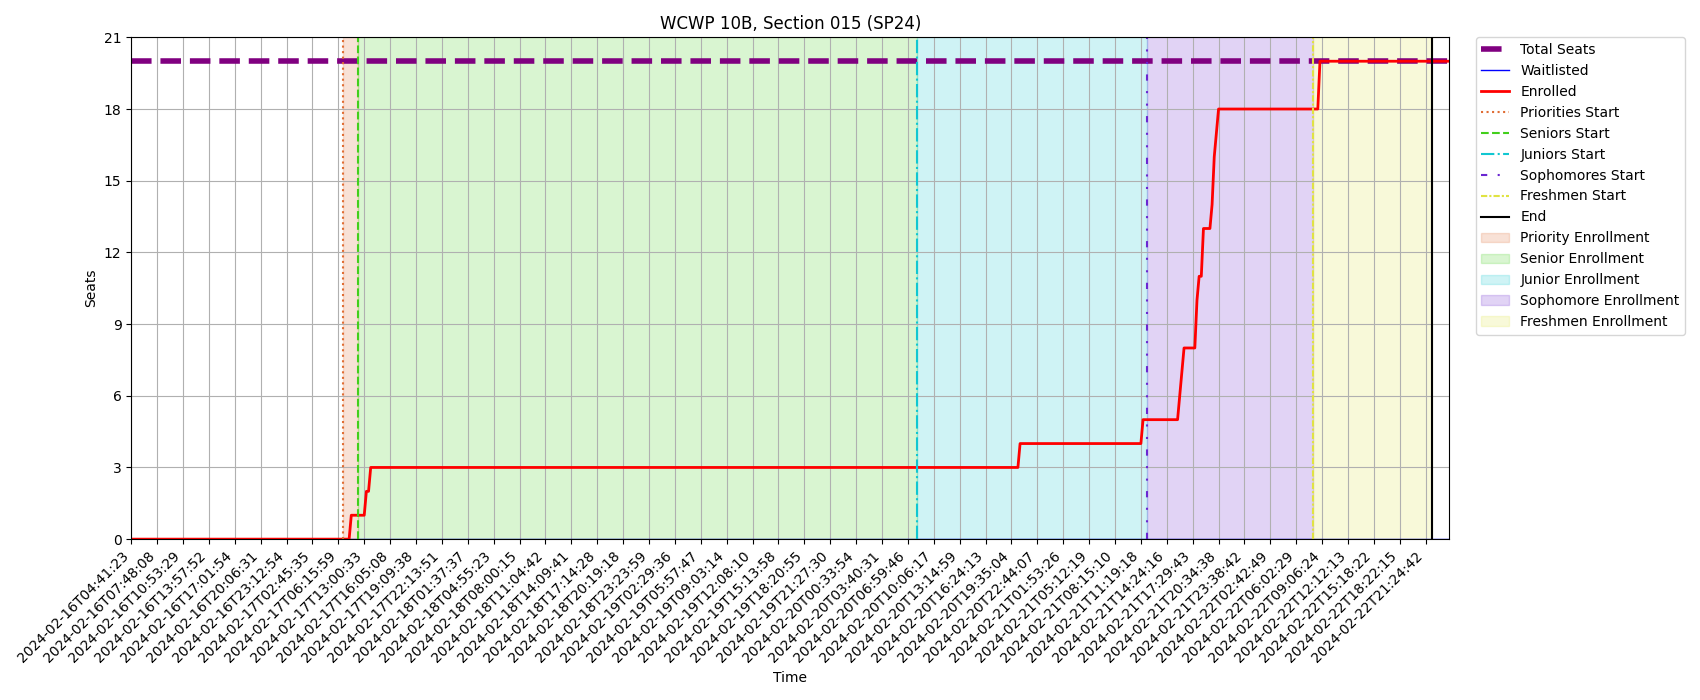 WCWP 10B, Section 015 (SP24)
Seats
21
18
15
12
9
6
3
0
2024-02-16T04:41:23
2024-02-16T07:48:08
2024-02-16T10:53:29
2024-02-16T13:57:52
2024-02-16T17:01:54
2024-02-16T20:06:31
2024-02-16T23:12:54
2024-02-17T02:45:35
2024-02-17T06:15:59
2024-02-17T13:00:33
2024-02-17T16:05:08
2024-02-17T19:09:38
2024-02-17T22:13:51
2024-02-18T01:37:37
2024-02-18T04:55:23
2024-02-18T08:00:15
2024-02-18T11:04:42
2024-02-18T14:09:41
2024-02-18T17:14:28
2024-02-18T20:19:18
2024-02-18T23:23:59
2024-02-19T02:29:36
2024-02-19T05:57:47
2024-02-19T09:03:14
2024-02-19T12:08:10
2024-02-19T15:13:58
2024-02-19T18:20:55
2024-02-19T21:27:30
2024-02-20T00:33:54
2024-02-20T03:40:31
2024-02-20T06:59:46
2024-02-20T10:06:17
2024-02-20T13:14:59
2024-02-20T16:24:13
2024-02-20T19:35:04
2024-02-20T22:44:07
2024-02-21T01:53:26
2024-02-21T05:12:19
2024-02-21T08:15:10
2024-02-21T11:19:18
2024-02-21T14:24:16
2024-02-21T17:29:43
2024-02-21T20:34:38
2024-02-21T23:38:42
2024-02-22T02:42:49
2024-02-22T06:02:29
2024-02-22T09:06:24
2024-02-22T12:12:13
2024-02-22T15:18:22
2024-02-22T18:22:15
2024-02-22T21:24:42
Time
Total Seats
Waitlisted
Enrolled
Priorities Start
Seniors Start
Juniors Start
Sophomores Start
Freshmen Start
End
Priority Enrollment
Senior Enrollment
Junior Enrollment
Sophomore Enrollment
Freshmen Enrollment